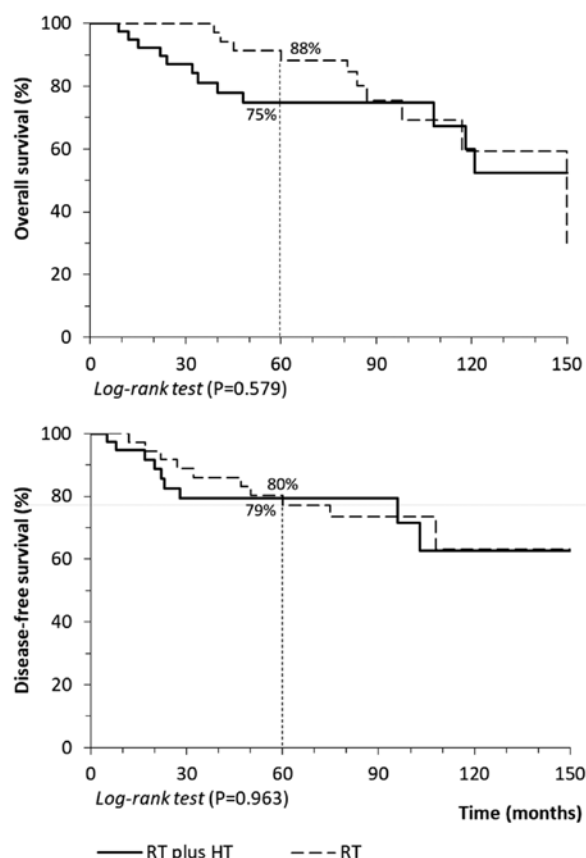 100
80
60
40
20
0
Overall survival (%)
88%
75%
0 30 60 90 120 150
Log-rank test (P=0.579)
100
80
60
40
20
0
Disease-free survival (%)
80%
79%
0 30 60 90 120 150
Log-rank test (P=0.963)
Time (months)
RT plus HT
RT